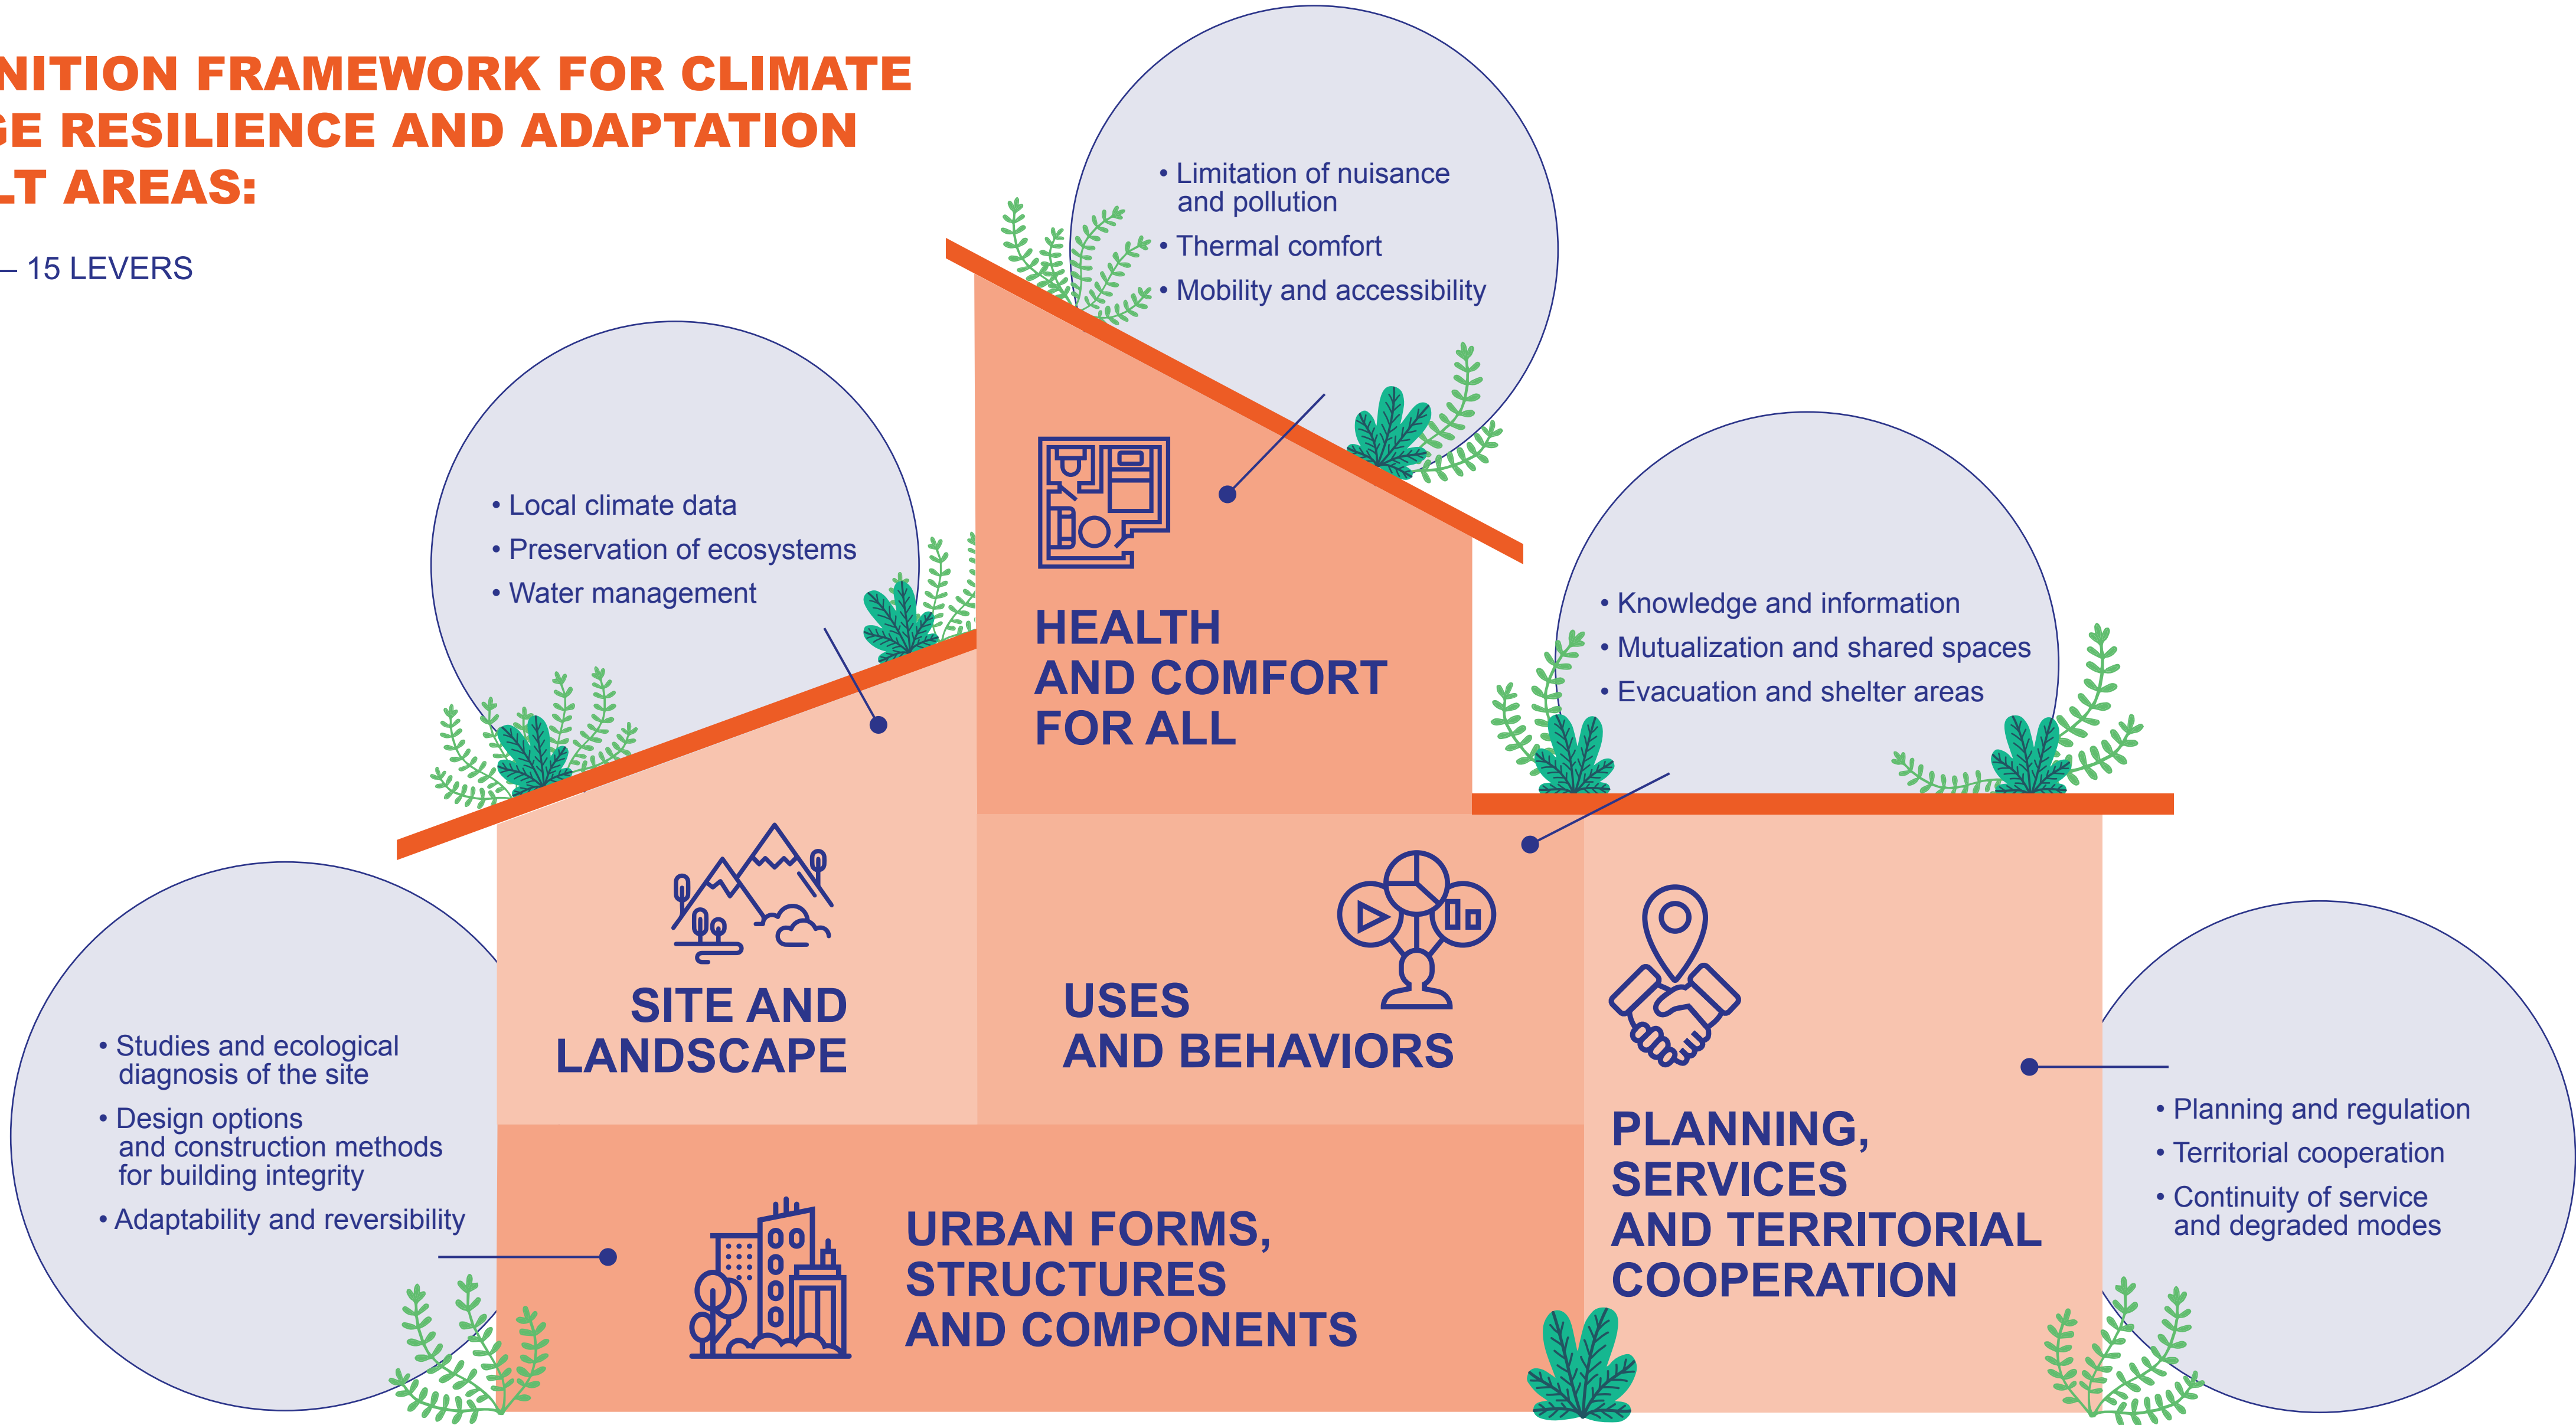 NITION FRAMEWORK FOR CLIMATE
GE RESILIENCE AND ADAPTATION
LT AREAS:
– 15 LEVERS
• Limitation of nuisance
and pollution
• Thermal comfort
• Mobility and accessibility
• Local climate data
• Preservation of ecosystems
• Water management
HEALTH
AND COMFORT
FOR ALL
• Knowledge and information
• Mutualization and shared spaces
• Evacuation and shelter areas
SITE AND
LANDSCAPE
USES
AND BEHAVIORS
• Studies and ecological
diagnosis of the site
• Design options
and construction methods
for building integrity
• Adaptability and reversibility
URBAN FORMS,
STRUCTURES
AND COMPONENTS
PLANNING,
SERVICES
AND TERRITORIAL
COOPERATION
• Planning and regulation
• Territorial cooperation
• Continuity of service
and degraded modes